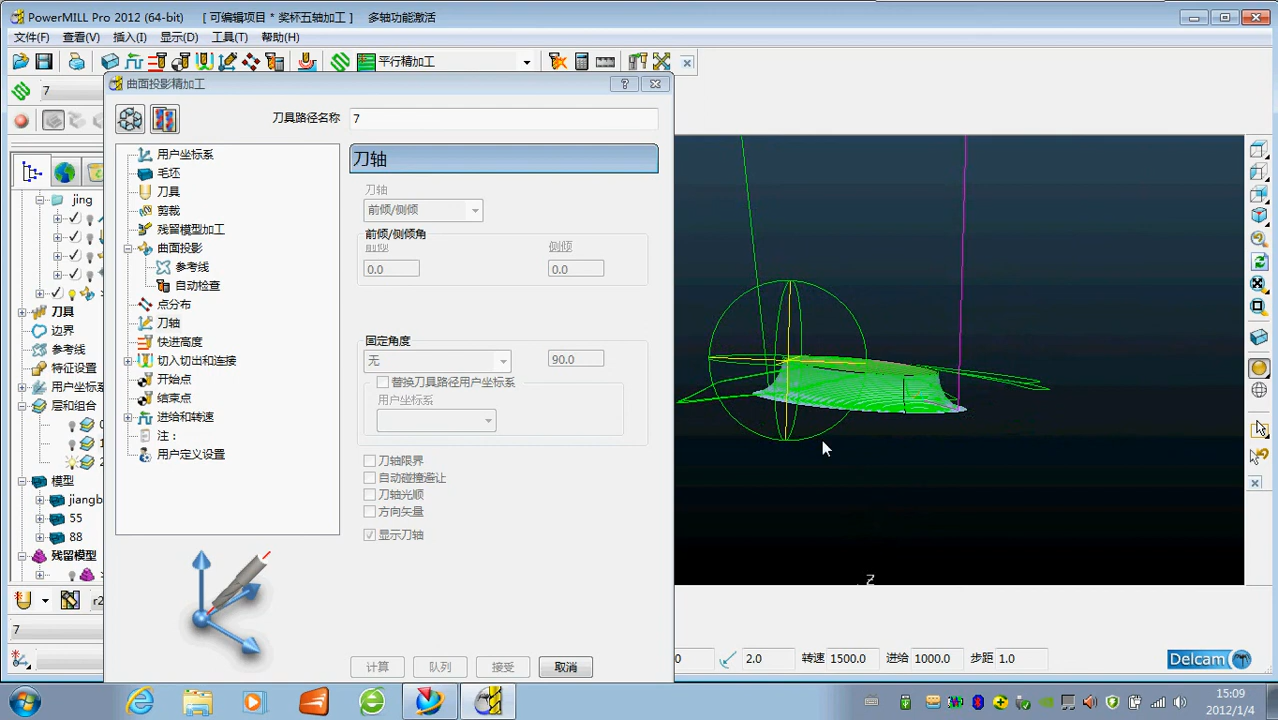 PowerMILL Pro 2012 (64-bit) [ 可编辑项目 * 奖杯五轴加工 ] 多轴功能激活
文件(F) 查看(V) 插入(I) 显示(D) 工具(T) 帮助(H)
平行精加工
7
曲面投影精加工
刀具路径名称 7
用户坐标系
毛坯
刀具
剪裁
残留模型加工
曲面投影
参考线
自动检查
点分布
刀轴
快进高度
切入切出和连接
开始点
结束点
进给和转速
注：
用户定义设置
刀轴
刀轴
前倾/侧倾
前倾/侧倾角
前倾 侧倾
0.0 0.0
固定角度
无 90.0
替换刀具路径用户坐标系
用户坐标系
刀轴限界
自动碰撞避让
刀轴光顺
方向矢量
显示刀轴
计算 队列 接受 取消
jing
刀具
边界
参考线
特征设置
用户坐标系
层和组合
0
1
2
模型
jiangb
55
88
残留模型
7
Z
0 2.0 转速 1500.0 进给 1000.0 步距 1.0
Delcam
15:09
2012/1/4